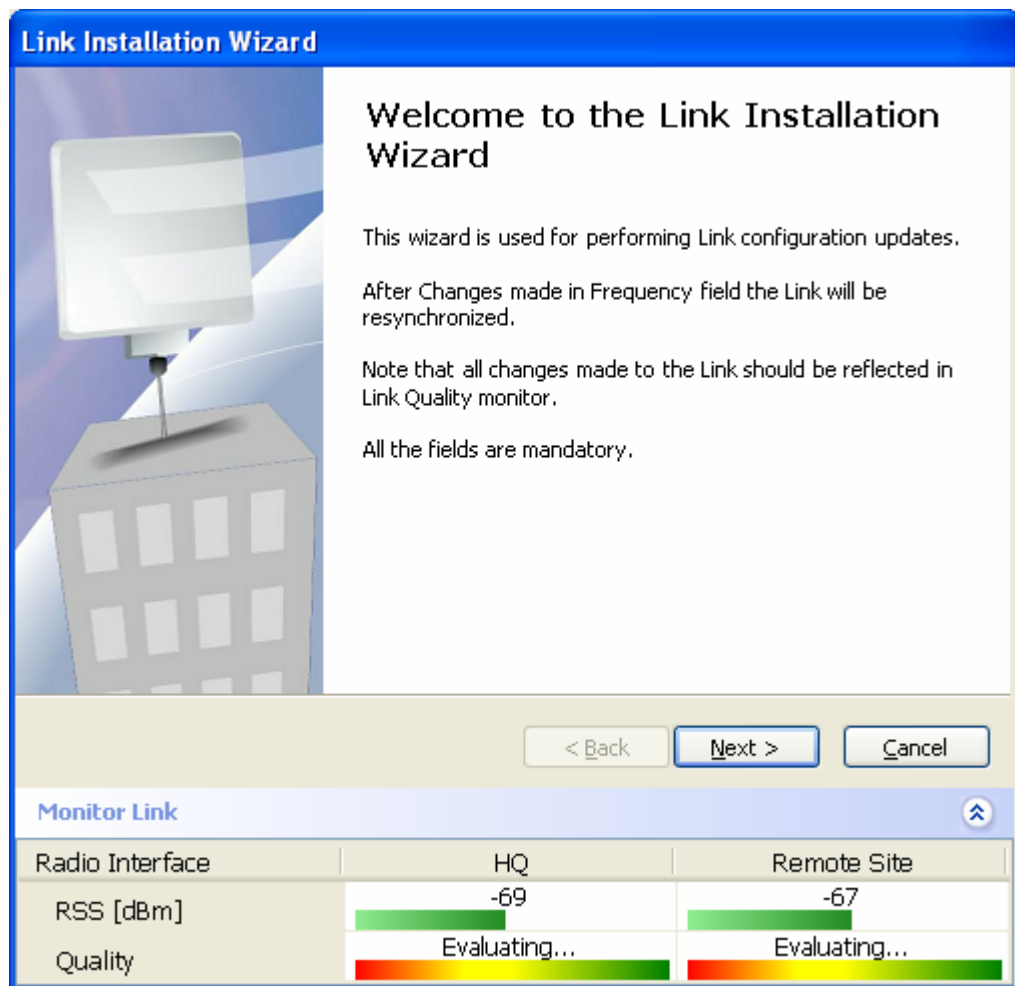 Link Installation Wizard
Welcome to the Link Installation
Wizard
This wizard is used for performing Link configuration updates.
After Changes made in Frequency field the Link will be
resynchronized.
Note that all changes made to the Link should be reflected in
Link Quality monitor.
All the fields are mandatory.
< Back Next > Cancel
Monitor Link
Radio Interface HQ Remote Site
RSS [dBm] -69 -67
Quality Evaluating... Evaluating...